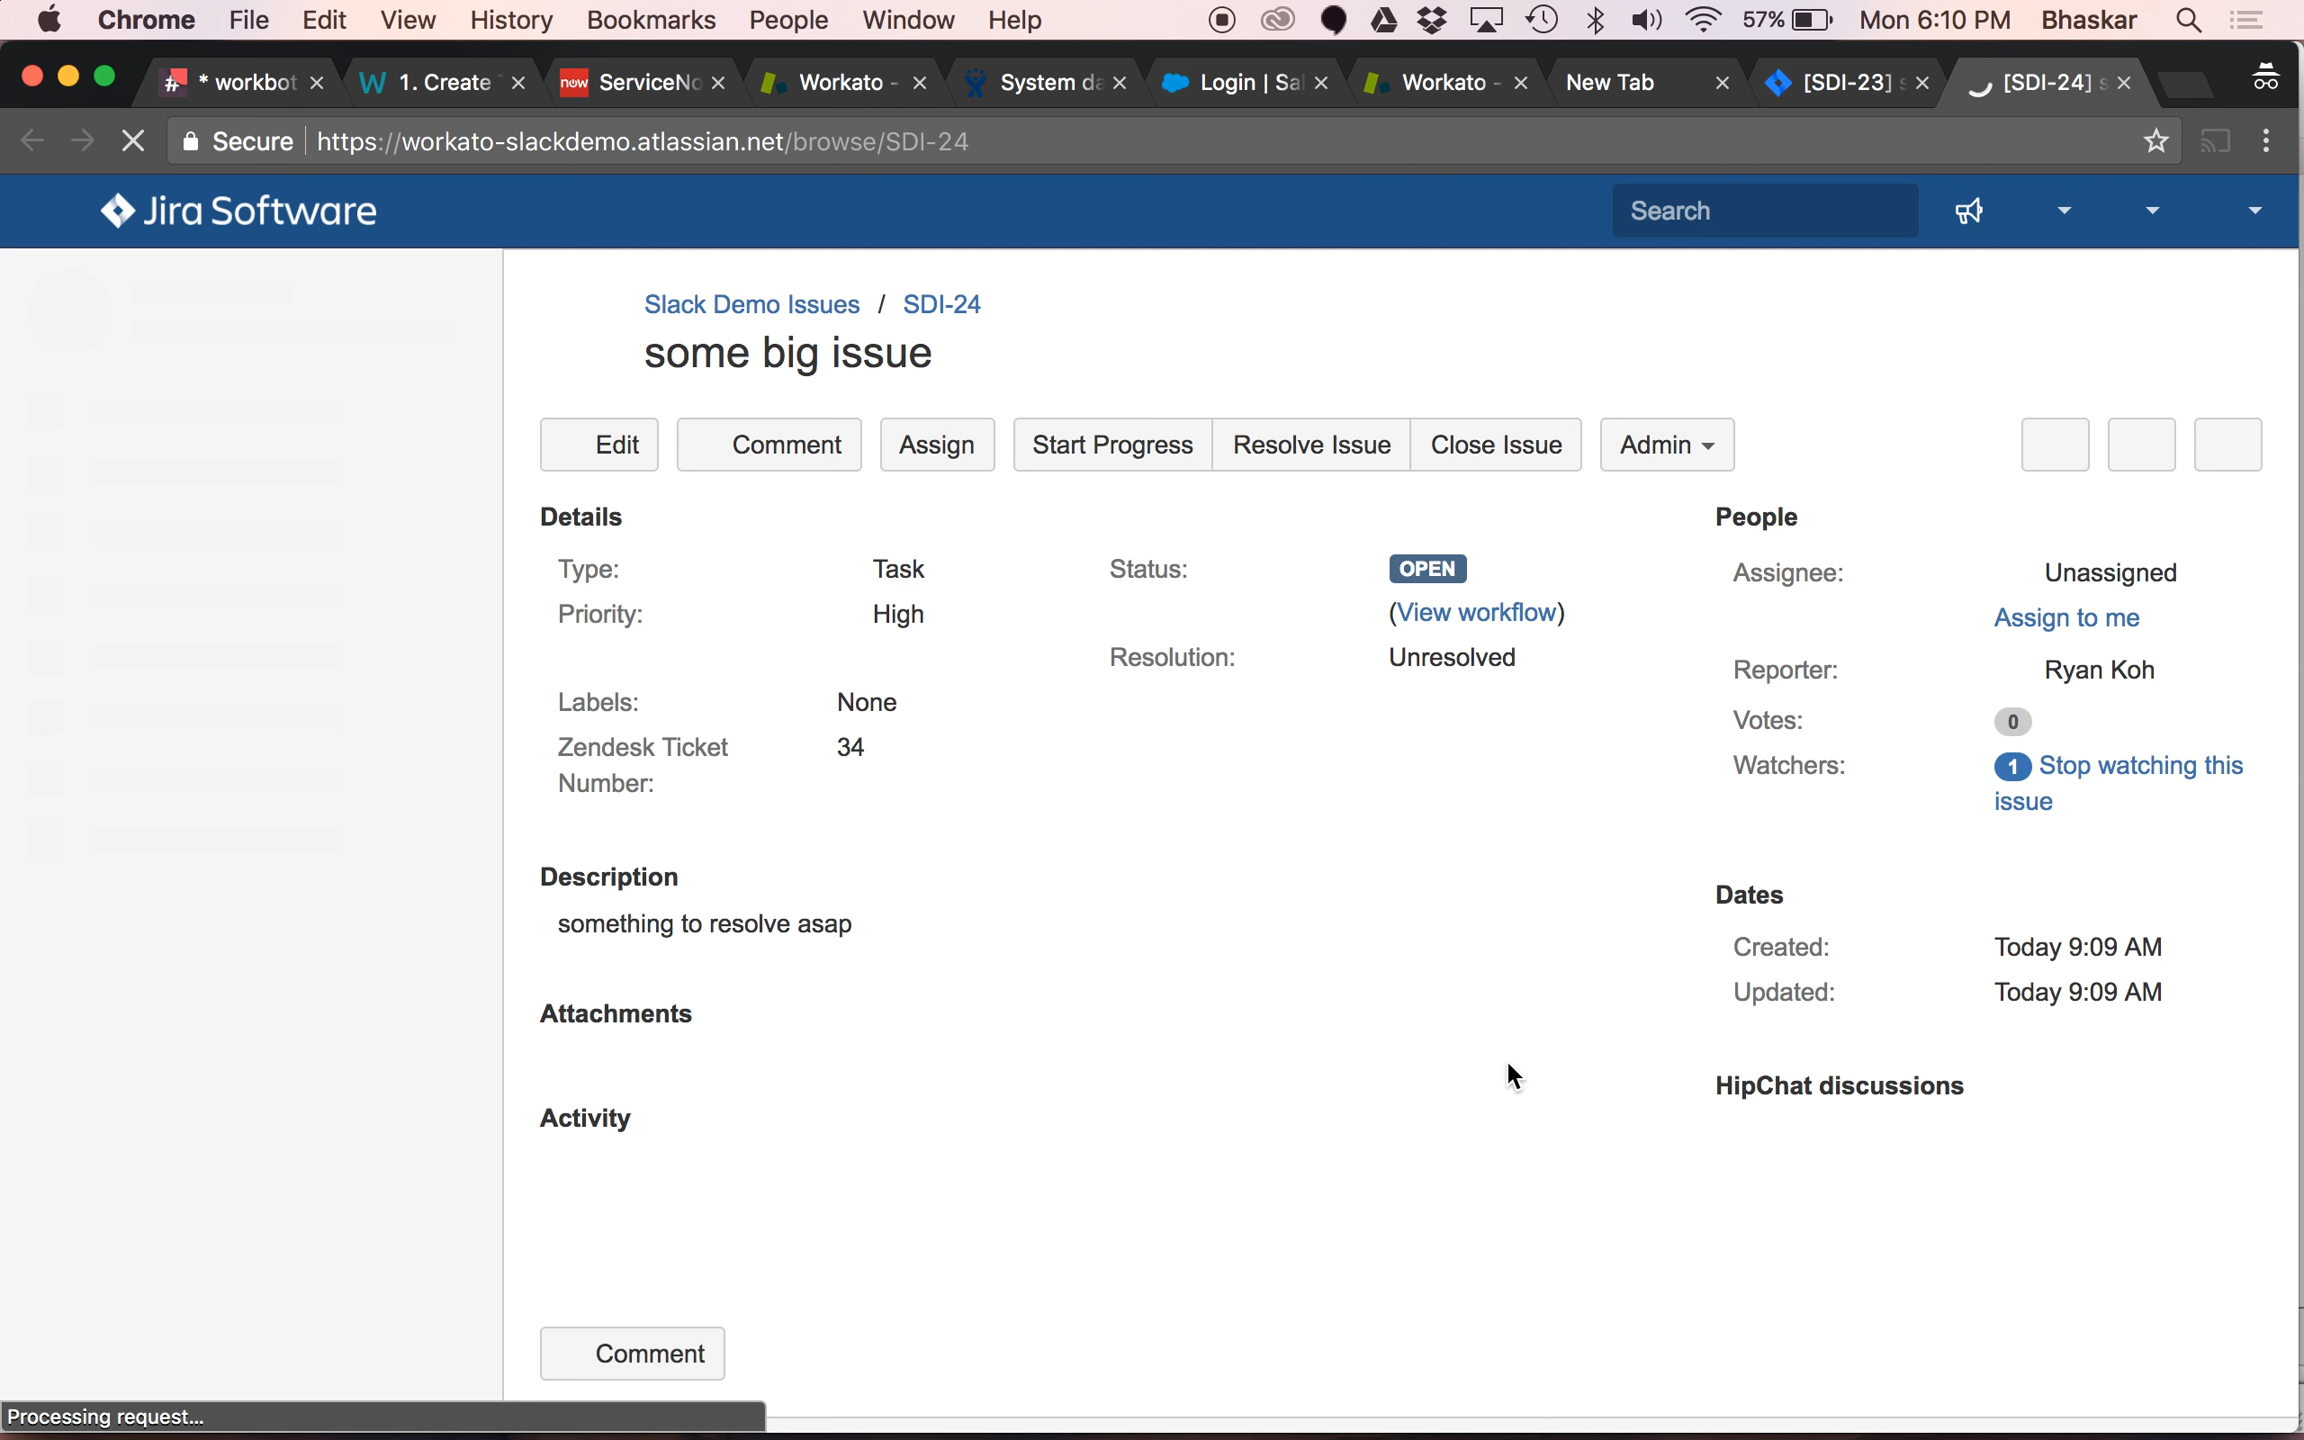 Chrome File Edit View History Bookmarks People Window Help 57% Mon 6:10 PM Bhaskar
* workbot W 1. Create now ServiceNo Workato - System da Login | Sal Workato - New Tab [SDI-23] s [SDI-24] s
Secure https://workato-slackdemo.atlassian.net/browse/SDI-24
Jira Software Search
Slack Demo Issues / SDI-24
some big issue
Edit Comment Assign Start Progress Resolve Issue Close Issue Admin
Details
Type: Task
Priority: High
Status: OPEN
(View workflow)
Resolution: Unresolved
Labels: None
Zendesk Ticket 34
Number:
Description
something to resolve asap
Attachments
Activity
Comment
People
Assignee: Unassigned
Assign to me
Reporter: Ryan Koh
Votes: 0
Watchers: 1 Stop watching this
issue
Dates
Created: Today 9:09 AM
Updated: Today 9:09 AM
HipChat discussions
Processing request...